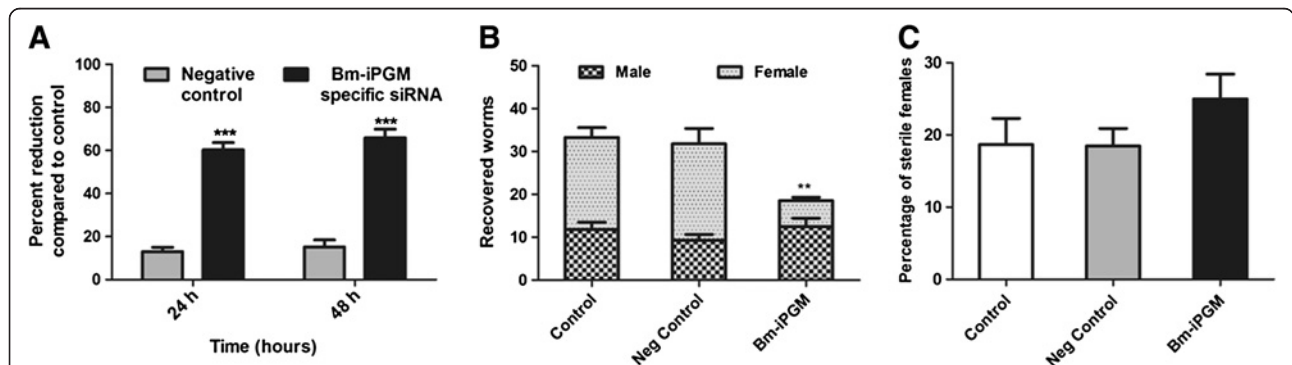 A
Percent reduction
compared to control
100
80
60
40
20
0
Negative
control
Bm-iPGM
specific siRNA
***
***
24 h
48 h
Time (hours)
B
Recovered worms
50
40
30
20
10
0
Male
Female
**
Control
Neg Control
Bm-iPGM
C
Percentage of sterile females
30
20
10
0
Control
Neg Control
Bm-iPGM